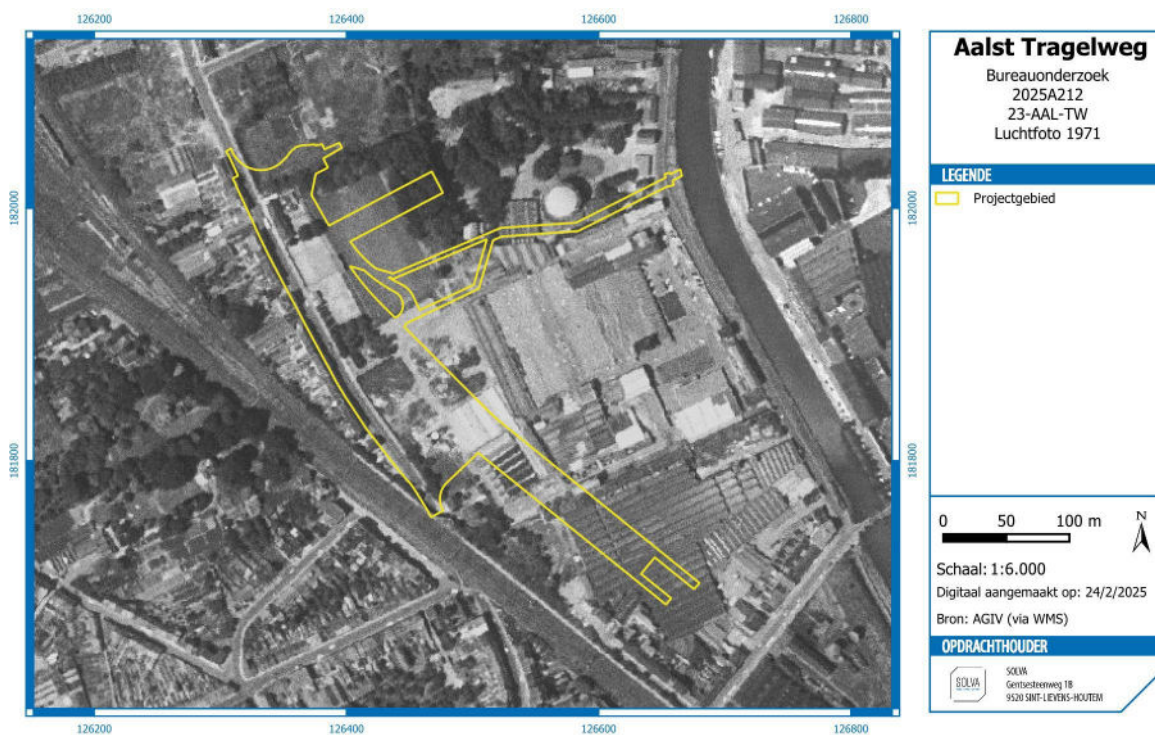 126200
126400
126600
126800
182000
181800
182000
181800
126200
126400
126600
126800
Aalst Tragelweg
Bureauonderzoek
2025A212
23-AAL-TW
Luchtfoto 1971
LEGENDE
Projectgebied
0 50 100 m
N
Schaal: 1:6.000
Digitaal aangemaakt op: 24/2/2025
Bron: AGIV (via WMS)
OPDRACHTHOUDER
SOLVA
SOLVA
Gentsesteenweg 1B
9520 SINT-LIEVENS-HOUTEM